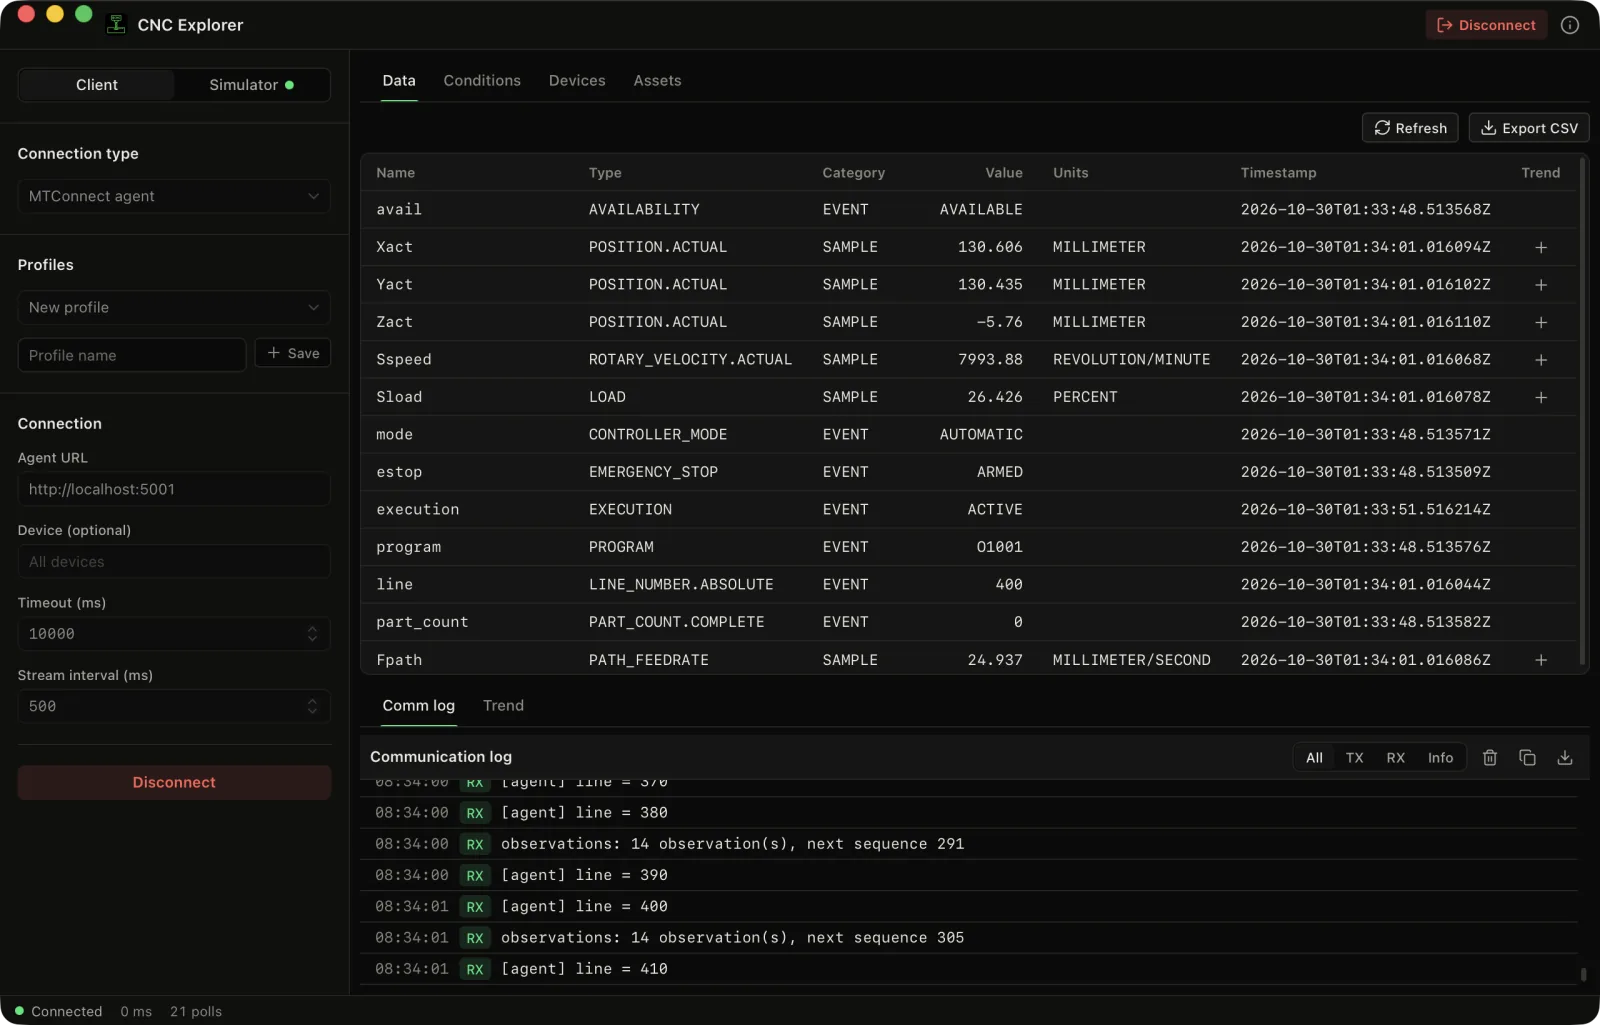 CNC Explorer
Disconnect
Client
Simulator
Connection type
MTConnect agent
Profiles
New profile
Profile name
Save
Connection
Agent URL
http://localhost:5001
Device (optional)
All devices
Timeout (ms)
10000
Stream interval (ms)
500
Disconnect
Data Conditions Devices Assets
Refresh Export CSV
Name Type Category Value Units Timestamp Trend
avail AVAILABILITY EVENT AVAILABLE 2026-10-30T01:33:48.513568Z
Xact POSITION.ACTUAL SAMPLE 130.606 MILLIMETER 2026-10-30T01:34:01.016094Z +
Yact POSITION.ACTUAL SAMPLE 130.435 MILLIMETER 2026-10-30T01:34:01.016102Z +
Zact POSITION.ACTUAL SAMPLE -5.76 MILLIMETER 2026-10-30T01:34:01.016110Z +
Sspeed ROTARY_VELOCITY.ACTUAL SAMPLE 7993.88 REVOLUTION/MINUTE 2026-10-30T01:34:01.016068Z +
Sload LOAD SAMPLE 26.426 PERCENT 2026-10-30T01:34:01.016078Z +
mode CONTROLLER_MODE EVENT AUTOMATIC 2026-10-30T01:33:48.513571Z
estop EMERGENCY_STOP EVENT ARMED 2026-10-30T01:33:48.513509Z
execution EXECUTION EVENT ACTIVE 2026-10-30T01:33:51.516214Z
program PROGRAM EVENT O1001 2026-10-30T01:33:48.513576Z
line LINE_NUMBER.ABSOLUTE EVENT 400 2026-10-30T01:34:01.016044Z
part_count PART_COUNT.COMPLETE EVENT 0 2026-10-30T01:33:48.513582Z
Fpath PATH_FEEDRATE SAMPLE 24.937 MILLIMETER/SECOND 2026-10-30T01:34:01.016086Z +
Comm log Trend
Communication log
All TX RX Info
08:34:00 RX [agent] line = 370
08:34:00 RX [agent] line = 380
08:34:00 RX observations: 14 observation(s), next sequence 291
08:34:00 RX [agent] line = 390
08:34:01 RX [agent] line = 400
08:34:01 RX observations: 14 observation(s), next sequence 305
08:34:01 RX [agent] line = 410
Connected 0 ms 21 polls